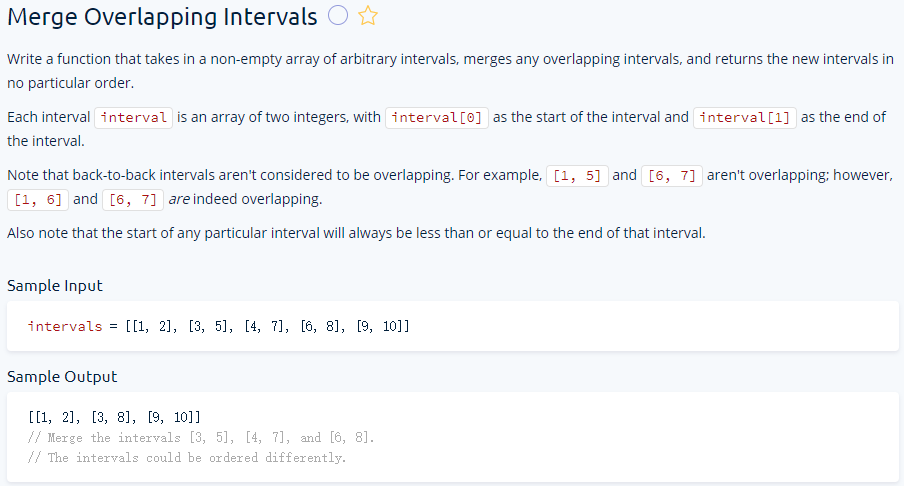 Merge Overlapping Intervals
Write a function that takes in a non-empty array of arbitrary intervals, merges any overlapping intervals, and returns the new intervals in
no particular order.
Each interval interval is an array of two integers, with interval[0] as the start of the interval and interval[1] as the end of
the interval.
Note that back-to-back intervals aren't considered to be overlapping. For example, [1, 5] and [6, 7] aren't overlapping; however,
[1, 6] and [6, 7] are indeed overlapping.
Also note that the start of any particular interval will always be less than or equal to the end of that interval.
Sample Input
intervals = [[1, 2], [3, 5], [4, 7], [6, 8], [9, 10]]
Sample Output
[[1, 2], [3, 8], [9, 10]]
// Merge the intervals [3, 5], [4, 7], and [6, 8].
// The intervals could be ordered differently.